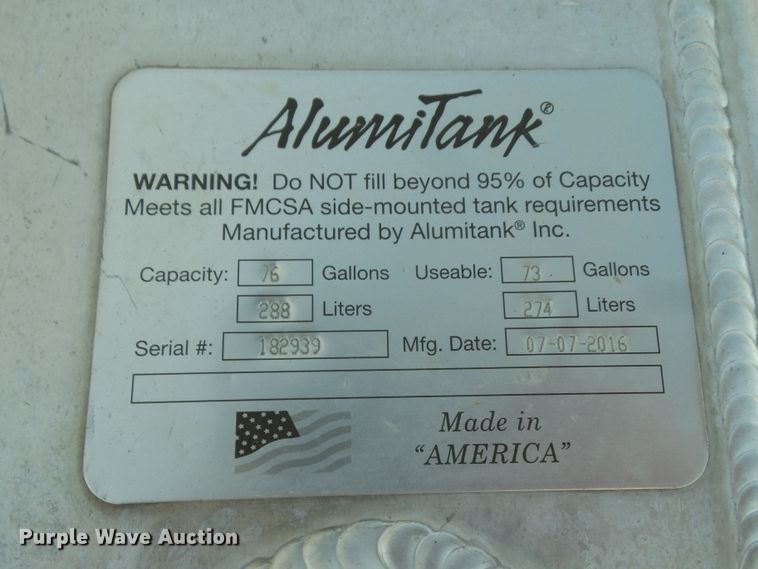 AlumiTank®
WARNING! Do NOT fill beyond 95% of Capacity
Meets all FMCSA side-mounted tank requirements
Manufactured by Alumitank® Inc.
Capacity: 76 Gallons Useable: 73 Gallons
288 Liters 274 Liters
Serial #: 182939 Mfg. Date: 07-07-2016
Made in
"AMERICA"
Purple Wave Auction